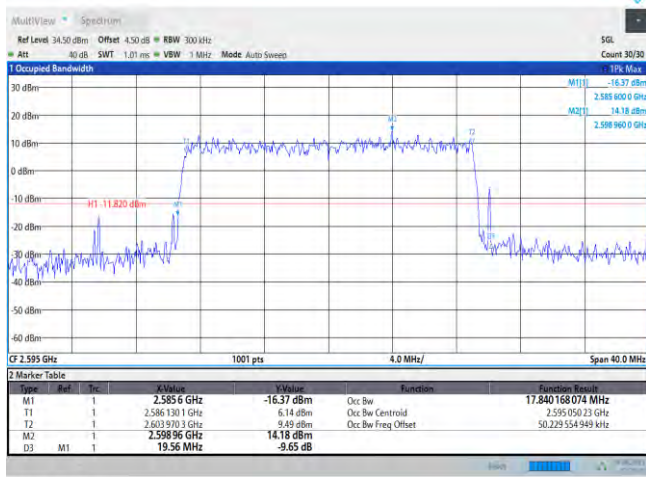 MultiView Spectrum
Ref Level 34.50 dBm Offset 4.50 dB RBW 300 kHz SGL
Att 40 dB SWT 1.01 ms VBW 1 MHz Mode Auto Sweep Count 30/30
1 Occupied Bandwidth 1Pk Max
M1[1] -16.37 dBm
2.585 600 0 GHz
M2[1] 14.18 dBm
2.598 960 0 GHz
30 dBm
20 dBm
10 dBm
0 dBm
-10 dBm
-20 dBm
-30 dBm
-40 dBm
-50 dBm
-60 dBm
T1
M2
T2
H1 -11.820 dBm
M1
D3
CF 2.595 GHz 1001 pts 4.0 MHz/ Span 40.0 MHz
2 Marker Table
Type Ref Trc X-Value Y-Value Function Function Result
M1 1 2.585 6 GHz -16.37 dBm Occ Bw 17.840 168 074 MHz
T1 1 2.586 130 1 GHz 6.14 dBm Occ Bw Centroid 2.595 050 23 GHz
T2 1 2.603 970 3 GHz 9.49 dBm Occ Bw Freq Offset 50.229 554 949 kHz
M2 1 2.598 96 GHz 14.18 dBm
D3 M1 1 19.56 MHz -9.65 dB